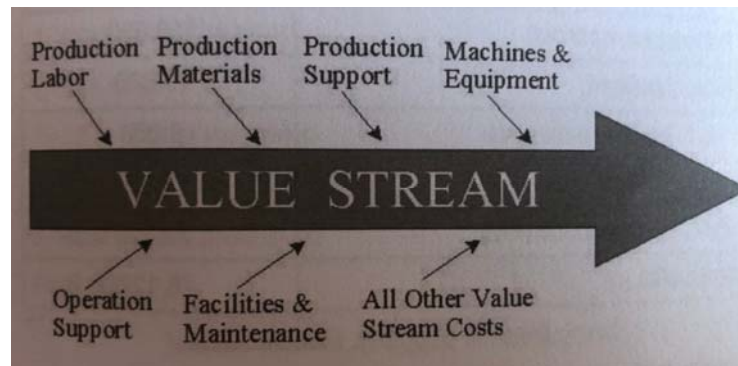 Production
Labor
Production
Materials
Production
Support
Machines &
Equipment
VALUE STREAM
Operation
Support
Facilities &
Maintenance
All Other Value
Stream Costs